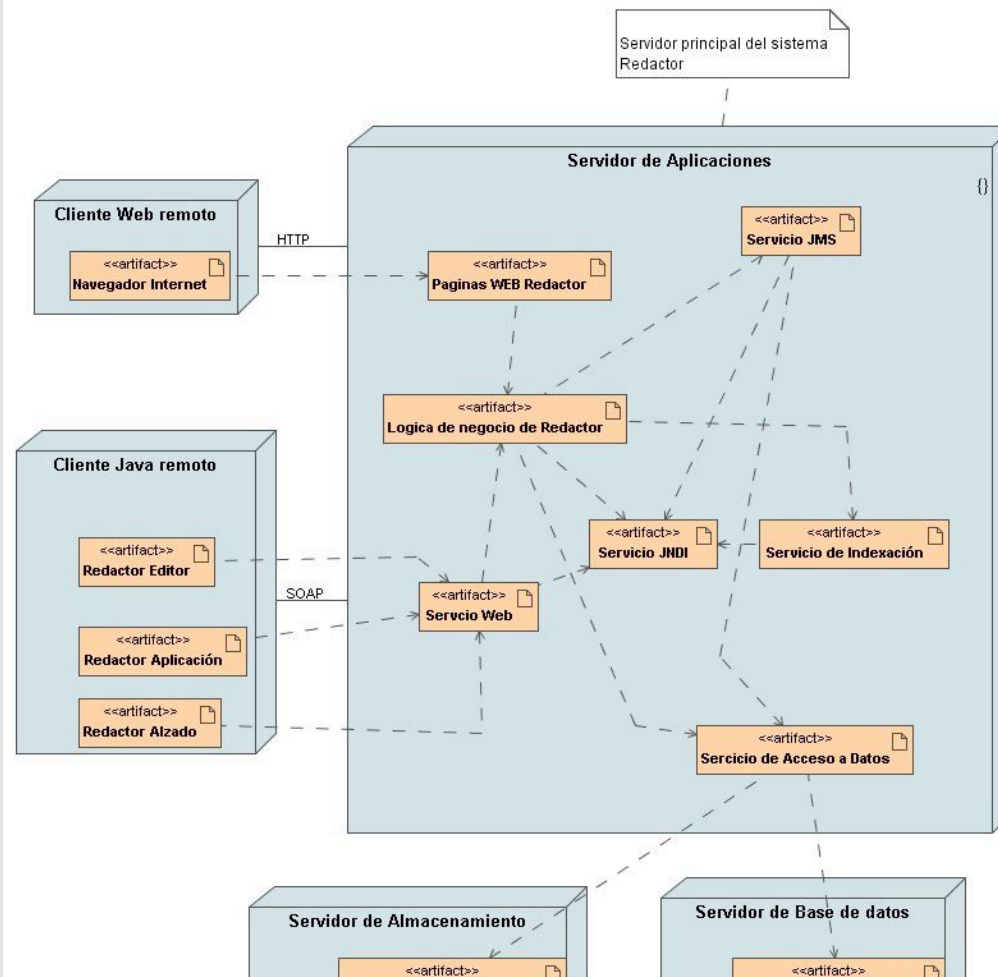 Servidor principal del sistema
Redactor
Servidor de Aplicaciones
{}
Cliente Web remoto
<<artifact>>
Navegador Internet
HTTP
<<artifact>>
Paginas WEB Redactor
<<artifact>>
Servicio JMS
<<artifact>>
Logica de negocio de Redactor
Cliente Java remoto
<<artifact>>
Redactor Editor
<<artifact>>
Redactor Aplicación
<<artifact>>
Redactor Alzado
SOAP
<<artifact>>
Servcio Web
<<artifact>>
Servicio JNDI
<<artifact>>
Servicio de Indexación
<<artifact>>
Sercicio de Acceso a Datos
Servidor de Almacenamiento
<<artifact>>
Servidor de Base de datos
<<artifact>>